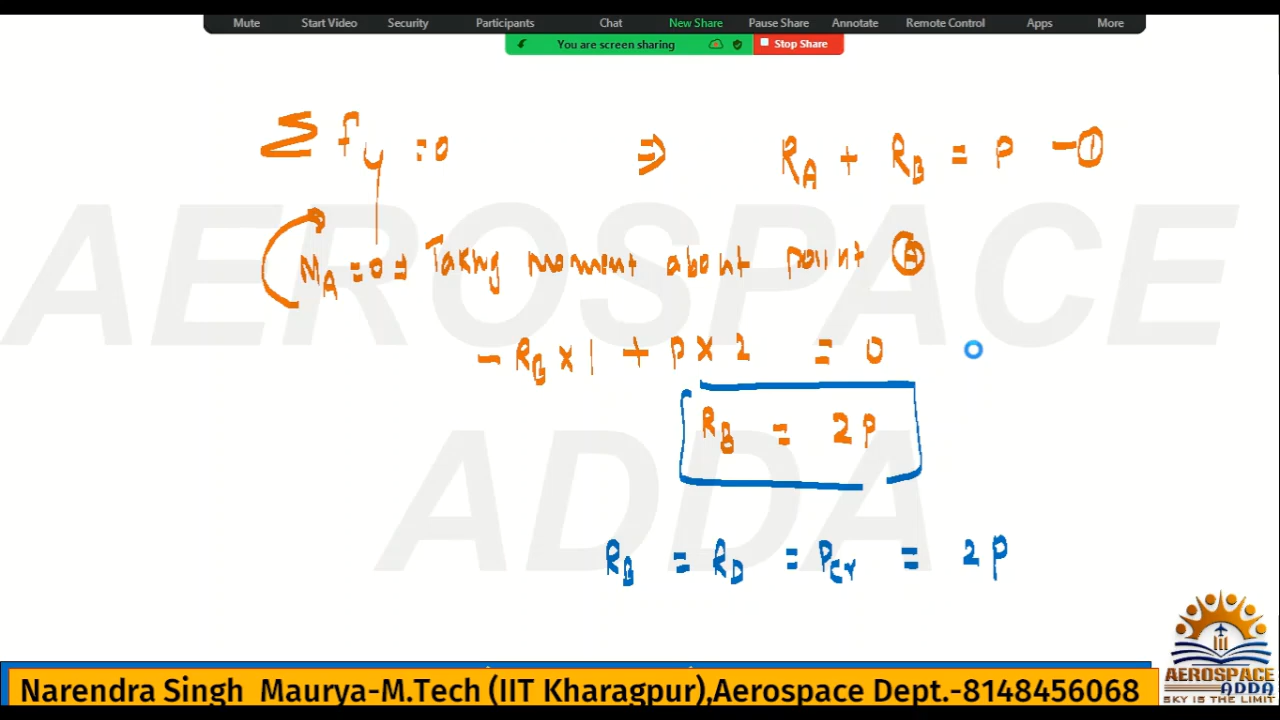 Mute Start Video Security Participants Chat New Share Pause Share Annotate Remote Control Apps More
You are screen sharing Stop Share
Σ fy = 0 ⇒ RA + RB = P - ①
MA = 0 = Taking moment about point Ⓐ
- RB × 1 + P × 2 = 0
RB = 2P
RB = RD = Pcr = 2P
AEROSPACE
ADDA
Narendra Singh Maurya-M.Tech (IIT Kharagpur),Aerospace Dept.-8148456068
AEROSPACE
ADDA
SKY IS THE LIMIT